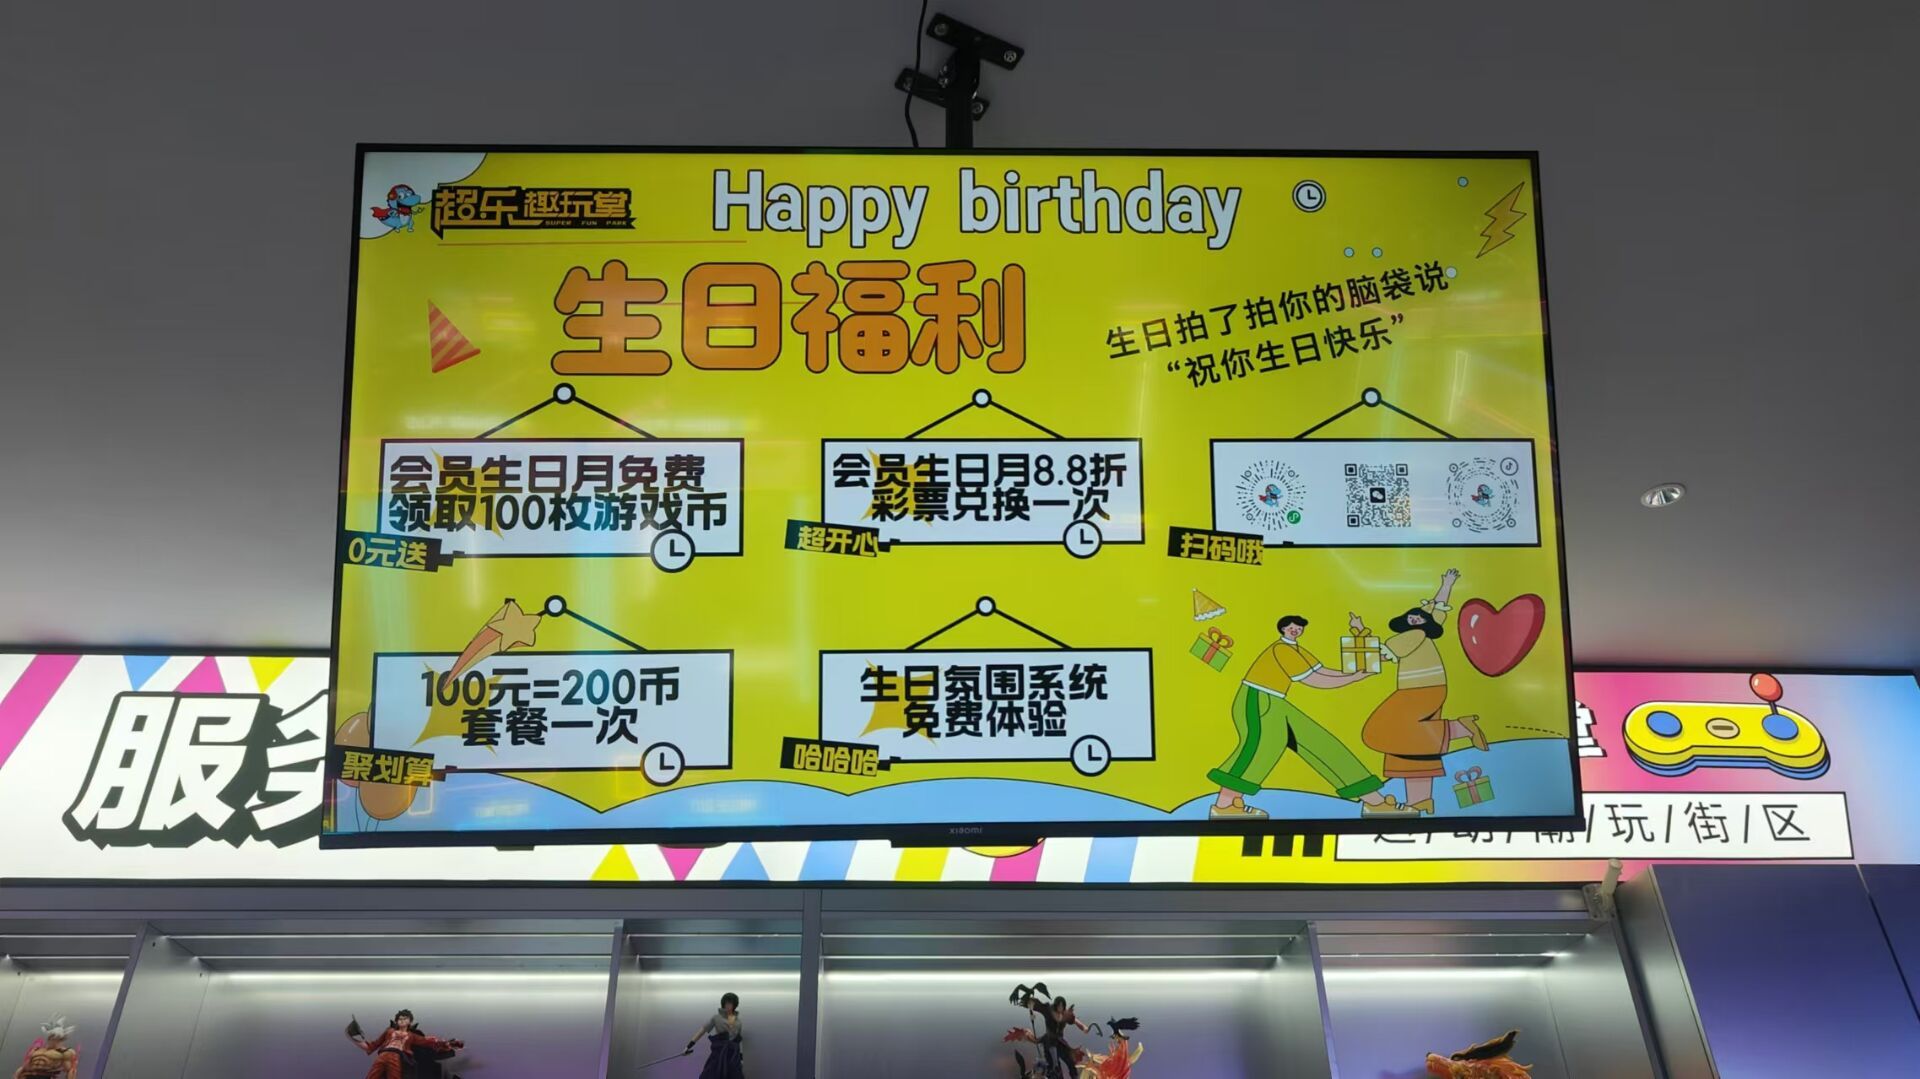 超乐趣玩堂
SUPER FUN PARK
Happy birthday
生日福利
生日拍了拍你的脑袋说
“祝你生日快乐”
会员生日月免费
领取100枚游戏币
0元送
会员生日月8.8折
彩票兑换一次
超开心
扫码哦
100元=200币
套餐一次
聚划算
生日氛围系统
免费体验
哈哈哈
xiaomi
服
玩/街/区